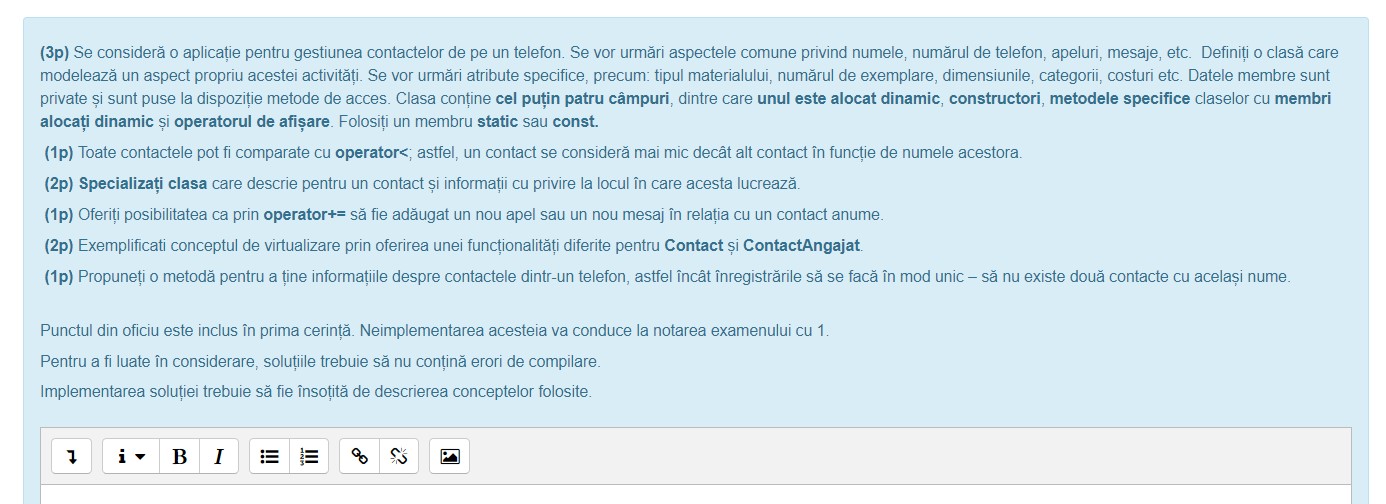 (3p) Se consideră o aplicație pentru gestiunea contactelor de pe un telefon. Se vor urmări aspectele comune privind numele, numărul de telefon, apeluri, mesaje, etc.  Definiți o clasă care
modelează un aspect propriu acestei activități. Se vor urmări atribute specifice, precum: tipul materialului, numărul de exemplare, dimensiunile, categorii, costuri etc. Datele membre sunt
private și sunt puse la dispoziție metode de acces. Clasa conține cel puțin patru câmpuri, dintre care unul este alocat dinamic, constructori, metodele specifice claselor cu membri
alocați dinamic și operatorul de afișare. Folosiți un membru static sau const.
(1p) Toate contactele pot fi comparate cu operator<; astfel, un contact se consideră mai mic decât alt contact în funcție de numele acestora.
(2p) Specializați clasa care descrie pentru un contact și informații cu privire la locul în care acesta lucrează.
(1p) Oferiți posibilitatea ca prin operator+= să fie adăugat un nou apel sau un nou mesaj în relația cu un contact anume.
(2p) Exemplificati conceptul de virtualizare prin oferirea unei funcționalități diferite pentru Contact și ContactAngajat.
(1p) Propuneți o metodă pentru a ține informațiile despre contactele dintr-un telefon, astfel încât înregistrările să se facă în mod unic – să nu existe două contacte cu același nume.
Punctul din oficiu este inclus în prima cerință. Neimplementarea acesteia va conduce la notarea examenului cu 1.
Pentru a fi luate în considerare, soluțiile trebuie să nu conțină erori de compilare.
Implementarea soluției trebuie să fie însoțită de descrierea conceptelor folosite.
i B I